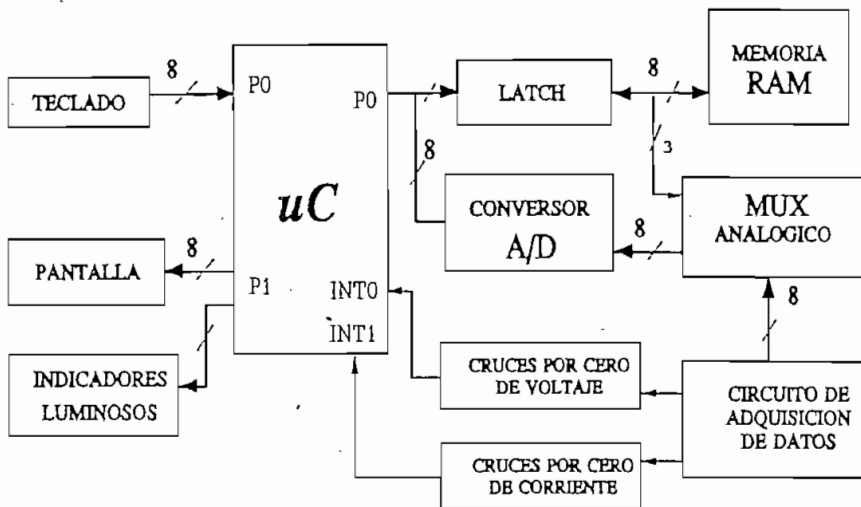 8
TECLADO
P0
P0
8
LATCH
8
MEMORIA
RAM
3
8
uC
CONVERSOR
A/D
8
MUX
ANALOGICO
8
PANTALLA
P1
INT0
INT1
8
INDICADORES
LUMINOSOS
CRUCES POR CERO
DE VOLTAJE
CIRCUITO DE
ADQUISICION
DE DATOS
CRUCES POR CERO
DE CORRIENTE